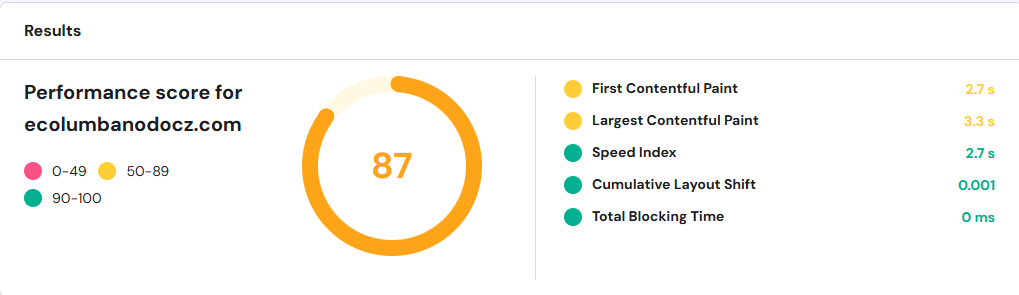 Results
Performance score for
ecolumbanodocz.com
0-49 50-89
90-100
87
First Contentful Paint 2.7 s
Largest Contentful Paint 3.3 s
Speed Index 2.7 s
Cumulative Layout Shift 0.001
Total Blocking Time 0 ms